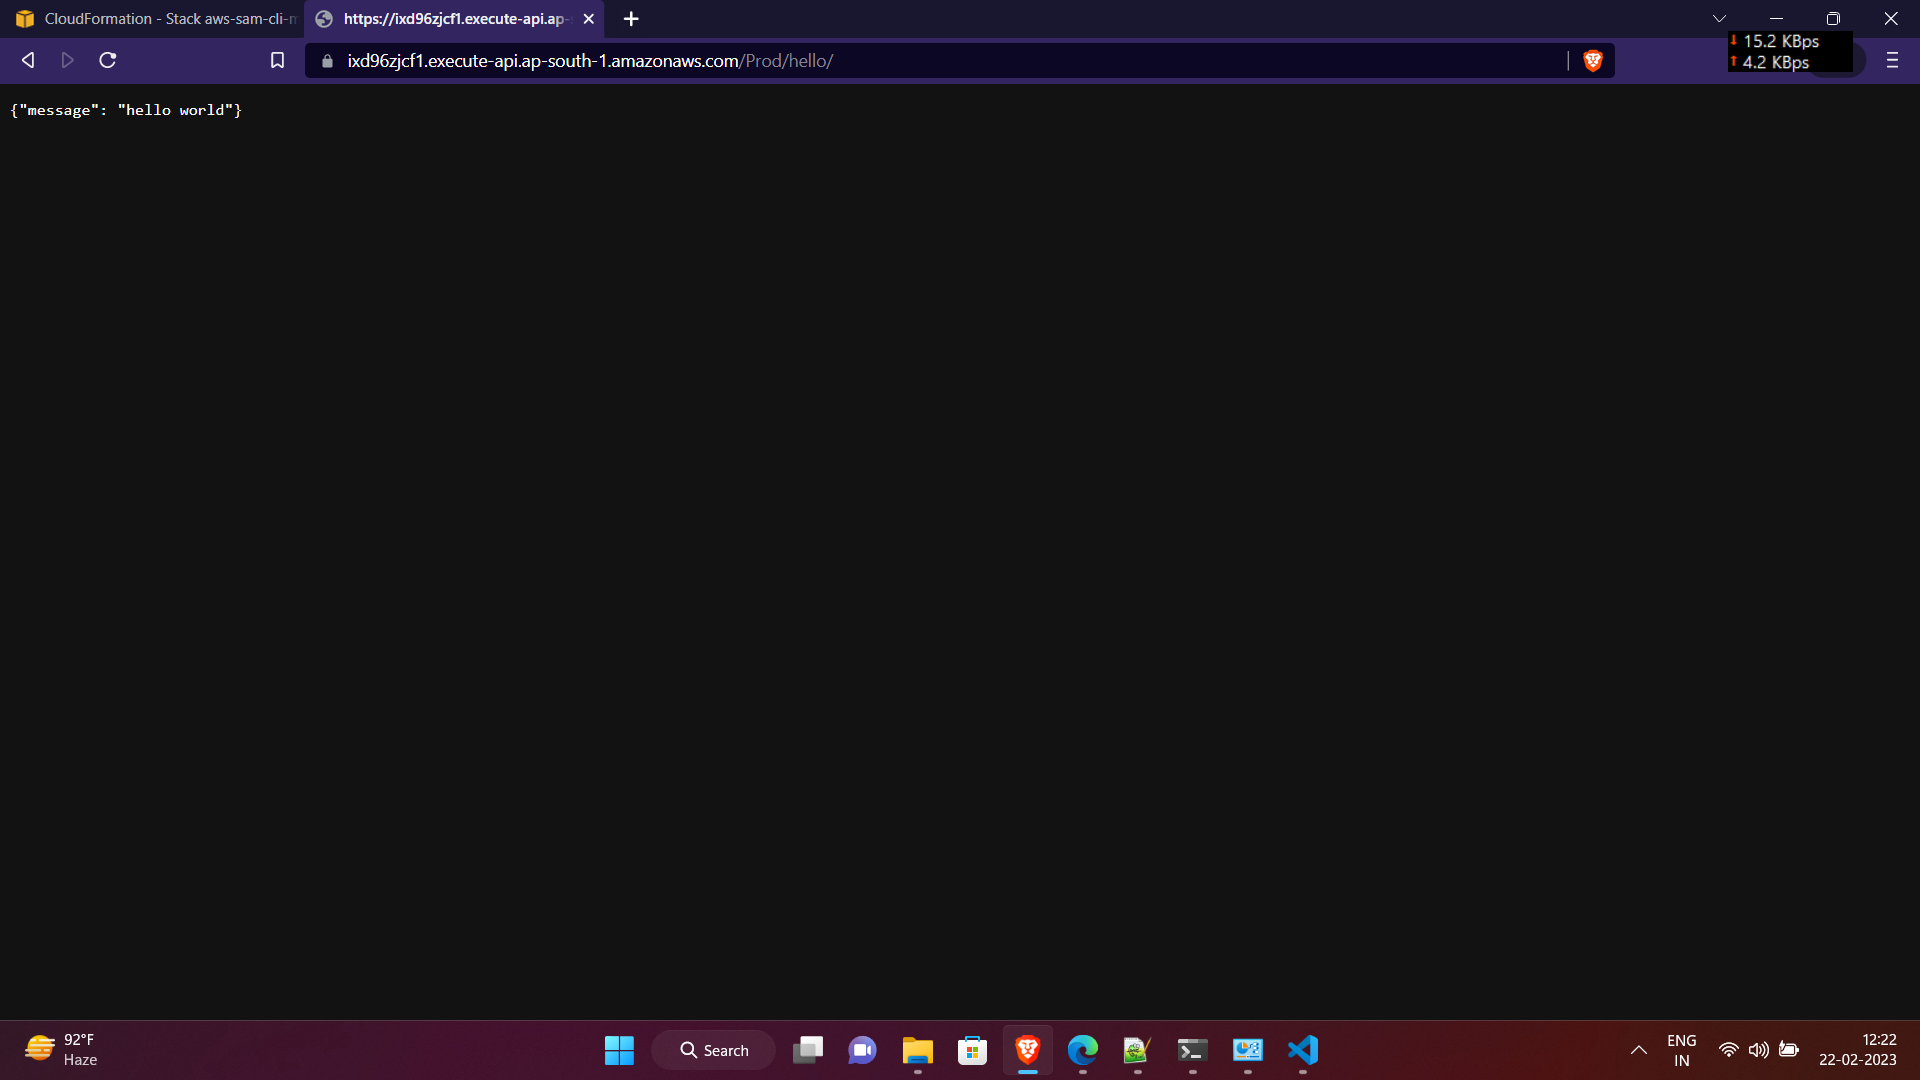 CloudFormation - Stack aws-sam-cli-m
https://ixd96zjcf1.execute-api.ap-
15.2 KBps
4.2 KBps
ixd96zjcf1.execute-api.ap-south-1.amazonaws.com/Prod/hello/
{"message": "hello world"}
92°F
Haze
Search
ENG
IN
12:22
22-02-2023